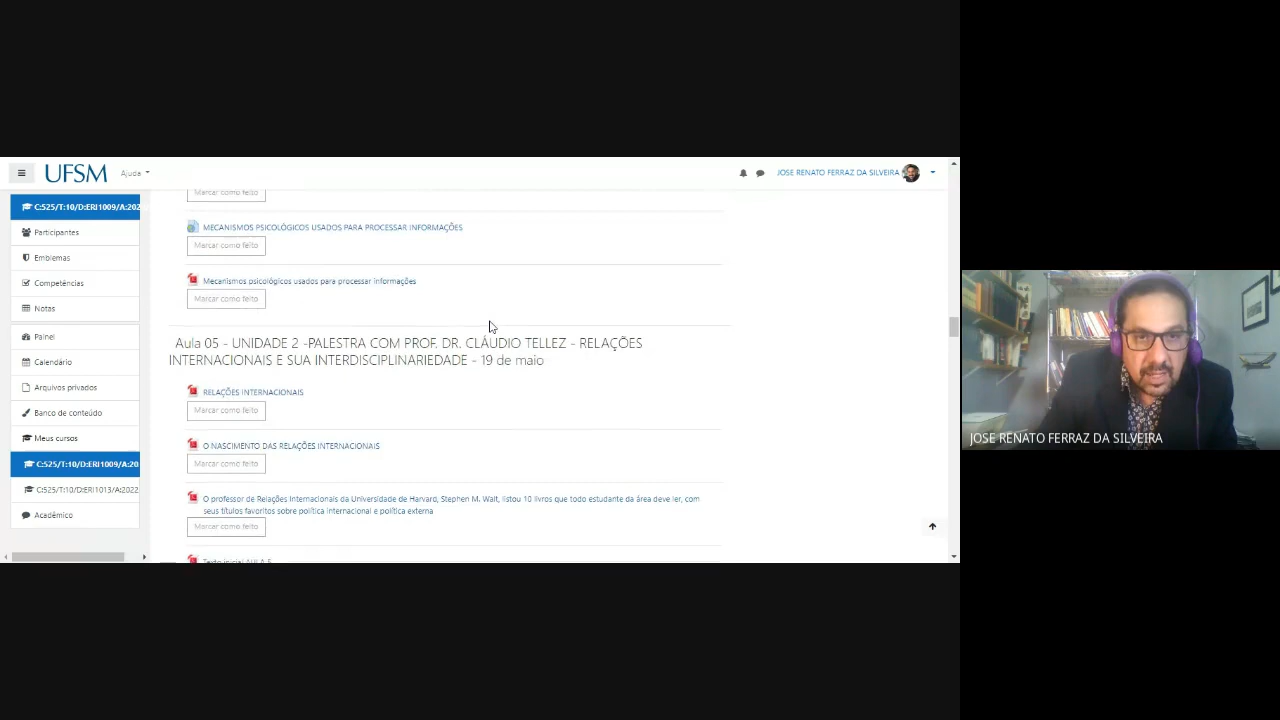 UFSM
Ajuda
JOSE RENATO FERRAZ DA SILVEIRA
C:525/T:10/D:ERI1009/A:202
Participantes
Emblemas
Competências
Notas
Painel
Calendário
Arquivos privados
Banco de conteúdo
Meus cursos
C:525/T:10/D:ERI1009/A:20
C:525/T:10/D:ERI1013/A:2022
Acadêmico
Marcar como feito
MECANISMOS PSICOLÓGICOS USADOS PARA PROCESSAR INFORMAÇÕES
Marcar como feito
Mecanismos psicológicos usados para processar informações
Marcar como feito
Aula 05 - UNIDADE 2 -PALESTRA COM PROF. DR. CLÁUDIO TELLEZ - RELAÇÕES
INTERNACIONAIS E SUA INTERDISCIPLINARIEDADE - 19 de maio
RELAÇÕES INTERNACIONAIS
Marcar como feito
O NASCIMENTO DAS RELAÇÕES INTERNACIONAIS
Marcar como feito
O professor de Relações Internacionais da Universidade de Harvard, Stephen M. Walt, listou 10 livros que todo estudante da área deve ler, com
seus títulos favoritos sobre política internacional e política externa
Marcar como feito
Texto inicial AULA 5
JOSE RENATO FERRAZ DA SILVEIRA